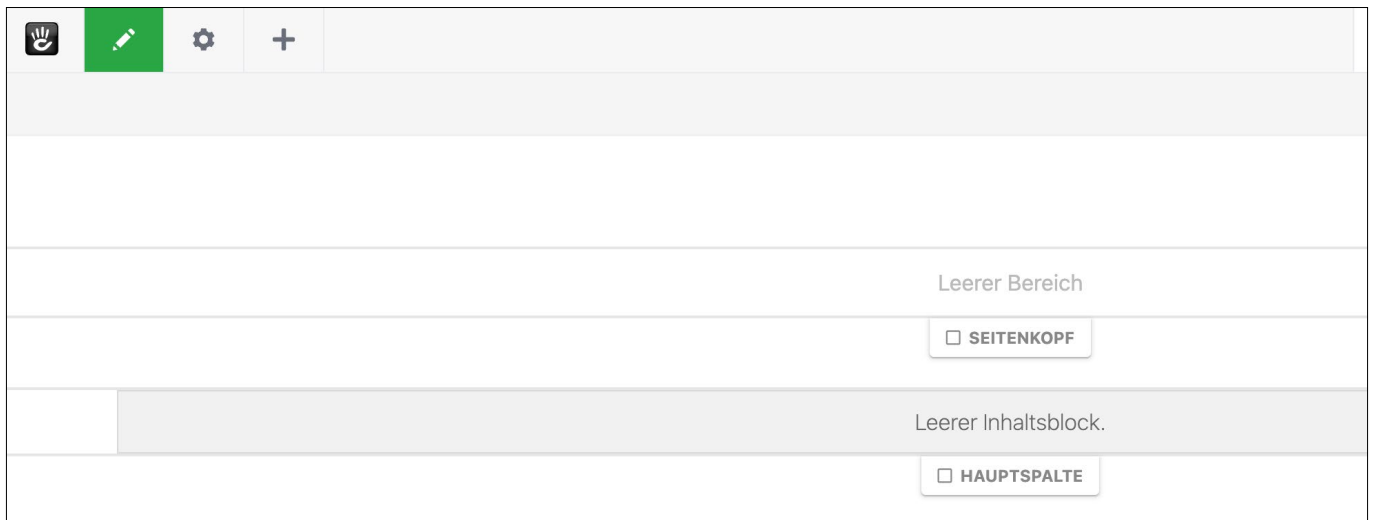 Leerer Bereich
SEITENKOPF
Leerer Inhaltsblock.
HAUPTSPALTE